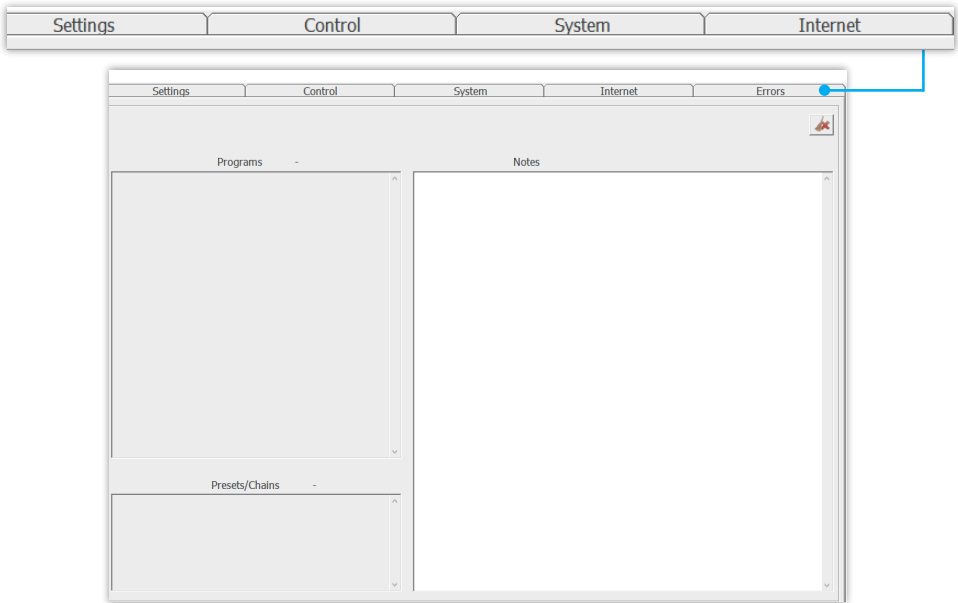 Settings Control System Internet
Settings Control System Internet Errors
Programs - Notes
Presets/Chains -